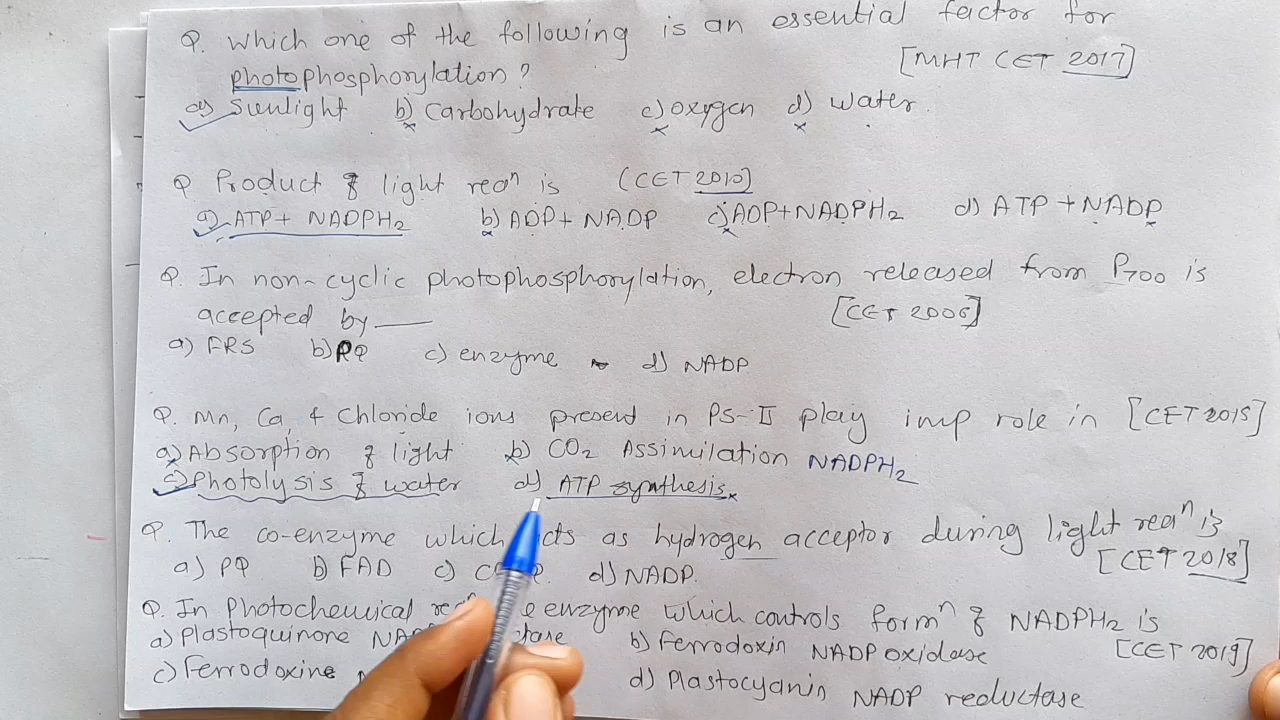 Q. Which one of the following is an essential factor for
photophosphorylation? [MHT CET 2017]
a) Sunlight b) Carbohydrate c) oxygen d) water.
Q Product of light reaⁿ is (CET 2010]
a) ATP+ NADPH₂ b) ADP+ NADP c) ADP+NADPH₂ d) ATP +NADP
Q. In non-cyclic photophosphorylation, electron released from P₇₀₀ is
accepted by — [CET 2006]
a) FRS b) PQ c) enzyme d) NADP
Q. Mn, Ca, & Chloride ions present in PS-II play imp role in [CET 2015]
a) Absorption of light b) CO₂ Assimilation NADPH₂
c) Photolysis of water d) ATP synthesis
Q. The co-enzyme which acts as hydrogen acceptor during light reaⁿ is
[CET 2018]
a) PQ b) FAD c) d) NADP.
Q. In Photochemical enzyme which controls formⁿ of NADPH₂ is
a) Plastoquinone b) Ferrodoxin NADP oxidase [CET 2019]
c) Ferrodoxine d) Plastocyanin NADP reductase